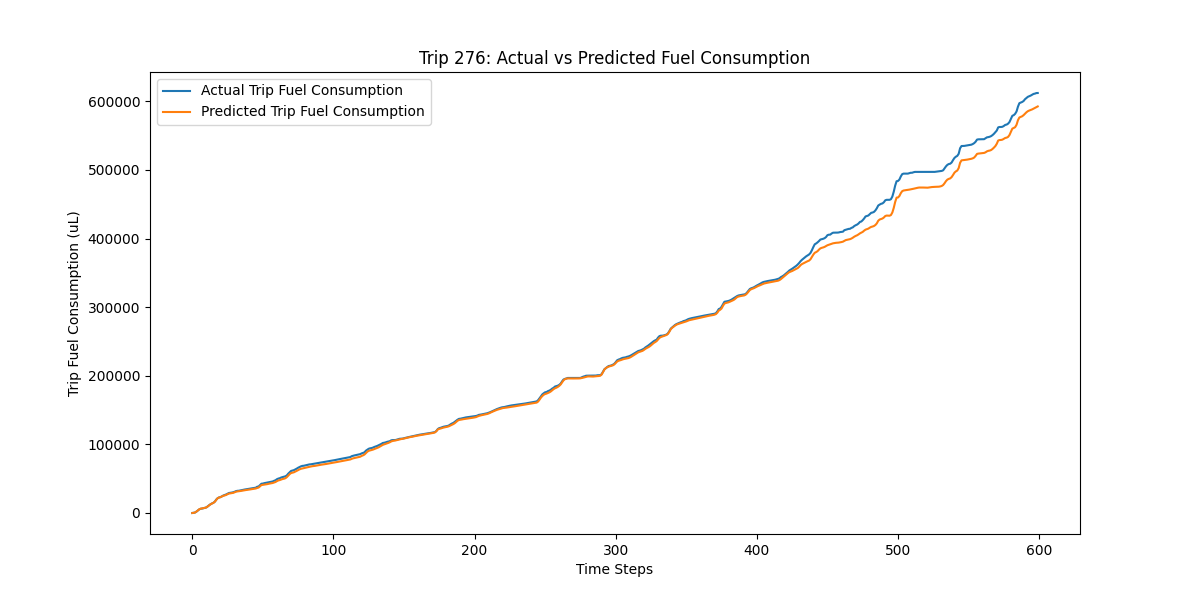 Trip 276: Actual vs Predicted Fuel Consumption
Actual Trip Fuel Consumption
Predicted Trip Fuel Consumption
Trip Fuel Consumption (uL)
600000
500000
400000
300000
200000
100000
0
0 100 200 300 400 500 600
Time Steps